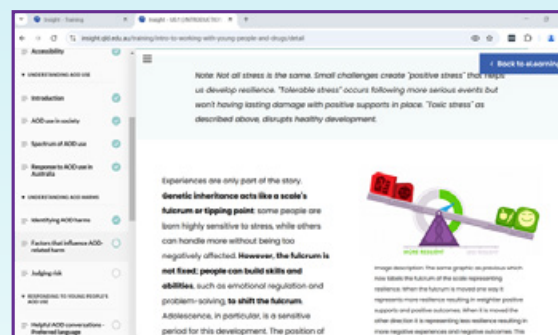 Insight - Training
Insight - U
insight.qld.edu.au/training/intro-to-working-with-young-people-and-drugs/detail
Accessibility
UNDERSTANDING AOD USE
Introduction
AOD use in society
Spectrum of AOD use
Response to AOD use in
Australia
UNDERSTANDING AOD HARMS
Identifying AOD harms
Factors that influence AOD-
related harm
Judging risk
RESPONDING TO YOUNG PEOPLE'S
AOD USE
Helpful AOD conversations -
Preferred language
< Back to eLearning
Note: Not all stress is the same. Small challenges create "positive stress" that helps
us develop resilience. "Tolerable stress" occurs following more serious events but
won't have lasting damage with positive supports in place. "Toxic stress" as
described above, disrupts healthy development.
Experiences are only part of the story.
Genetic inheritance acts like a scale's
fulcrum or tipping point: some people are
born highly sensitive to stress, while others
can handle more without being too
negatively affected. However, the fulcrum is
not fixed; people can build skills and
abilities, such as emotional regulation and
problem-solving, to shift the fulcrum.
Adolescence, in particular, is a sensitive
period for this development. The position of
MORE RESILIENT
Image description: The same graphic as previous which
now labels the fulcrum of the scale representing
resilience. When the fulcrum is moved one way it
represents more resilience resulting in weightier positive
supports and positive outcomes. When it is moved the
other direction it is representing less resilience resulting in
more negative experiences and negative outcomes. This